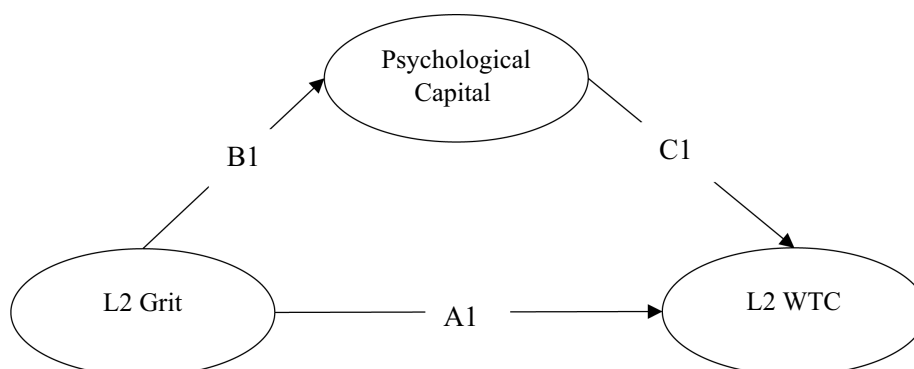 Psychological
Capital
B1
C1
L2 Grit
A1
L2 WTC